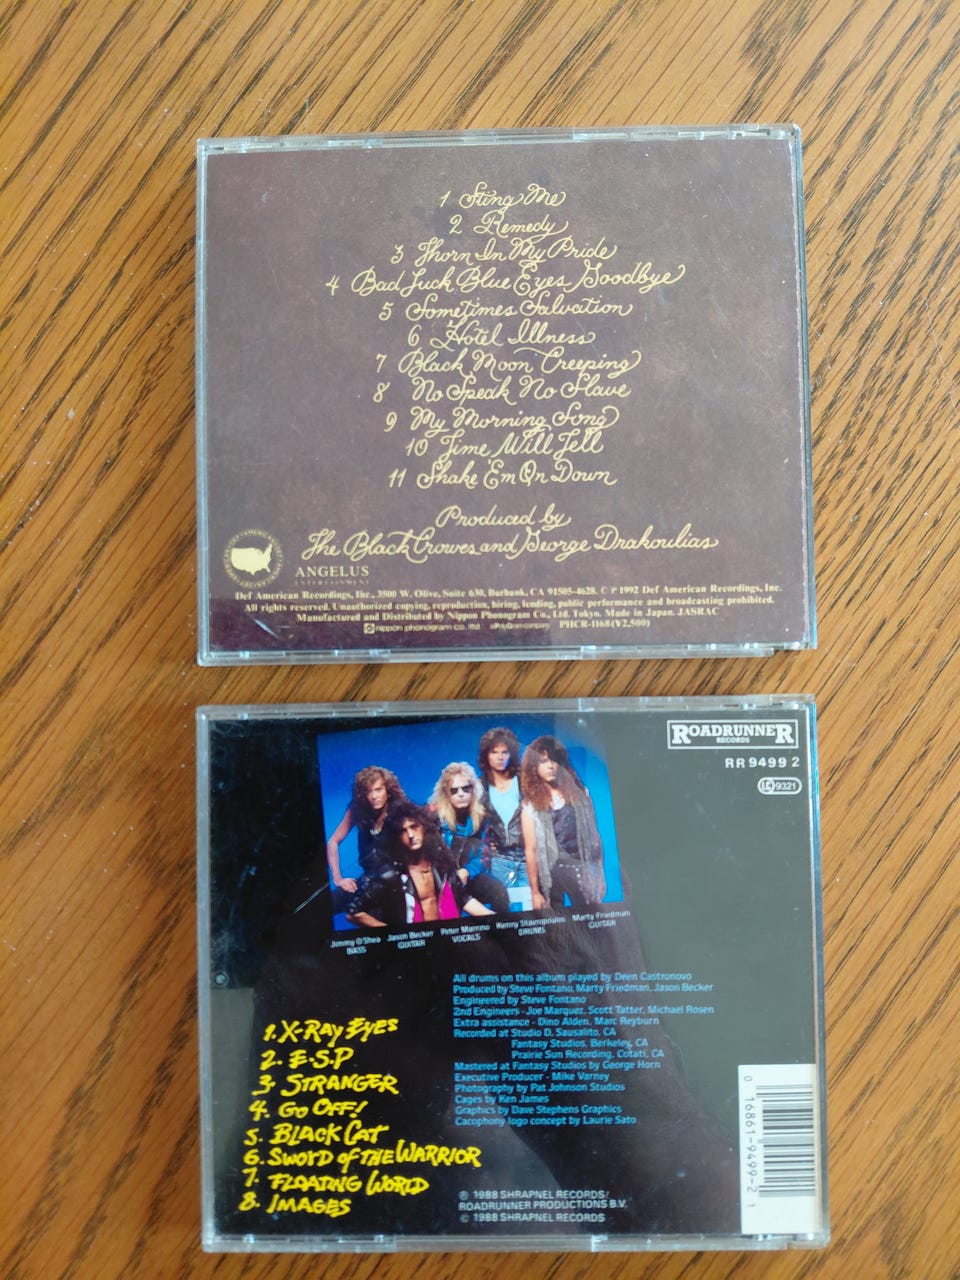 1 Sting Me
2 Remedy
3 Thorn In My Pride
4 Bad Luck Blue Eyes Goodbye
5 Sometimes Salvation
6 Hotel Illness
7 Black Moon Creeping
8 No Speak No Slave
9 My Morning Song
10 Time Will Tell
11 Shake 'Em On Down
Produced by
The Black Crowes and George Drakoulias
ANGELUS
ENTERTAINMENT
Def American Recordings, Inc., 3500 W. Olive, Suite 630, Burbank, CA 91505-4628. © P 1992 Def American Recordings, Inc.
All rights reserved. Unauthorized copying, reproduction, hiring, lending, public performance and broadcasting prohibited.
Manufactured and Distributed by Nippon Phonogram Co., Ltd. Tokyo. Made in Japan. JASRAC
nippon phonogram co., ltd. a PolyGram company PHCR-1168 (¥2,500)
ROADRUNNER
RECORDS
RR 9499 2
LC 9321
Jimmy O'Shea
BASS
Jason Becker
GUITAR
Peter Marrino
VOCALS
Kenny Stavropoulos
DRUMS
Marty Friedman
GUITAR
All drums on this album played by Deen Castronovo
Produced by Steve Fontano, Marty Friedman, Jason Becker
Engineered by Steve Fontano
2nd Engineers - Joe Marquez, Scott Tatter, Michael Rosen
Extra assistance - Dino Alden, Marc Reyburn
Recorded at Studio D, Sausalito, CA
Fantasy Studios, Berkeley, CA
Prairie Sun Recording, Cotati, CA
Mastered at Fantasy Studios by George Horn
Executive Producer - Mike Varney
Photography by Pat Johnson Studios
Cages by Ken James
Graphics by Dave Stephens Graphics
Cacophony logo concept by Laurie Sato
1. X-RAY EYES
2. E.S.P
3. STRANGER
4. GO OFF!
5. BLACK CAT
6. SWORD OF THE WARRIOR
7. FLOATING WORLD
8. IMAGES
℗ 1988 SHRAPNEL RECORDS/
ROADRUNNER PRODUCTIONS B.V.
© 1988 SHRAPNEL RECORDS
0 16861-9499-2 1